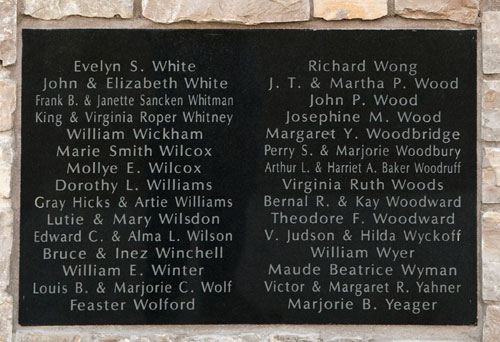 Evelyn S. White
John & Elizabeth White
Frank B. & Janette Sancken Whitman
King & Virginia Roper Whitney
William Wickham
Marie Smith Wilcox
Mollye E. Wilcox
Dorothy L. Williams
Gray Hicks & Artie Williams
Lutie & Mary Wilsdon
Edward C. & Alma L. Wilson
Bruce & Inez Winchell
William E. Winter
Louis B. & Marjorie C. Wolf
Feaster Wolford
Richard Wong
J. T. & Martha P. Wood
John P. Wood
Josephine M. Wood
Margaret Y. Woodbridge
Perry S. & Marjorie Woodbury
Arthur L. & Harriet A. Baker Woodruff
Virginia Ruth Woods
Bernal R. & Kay Woodward
Theodore F. Woodward
V. Judson & Hilda Wyckoff
William Wyer
Maude Beatrice Wyman
Victor & Margaret R. Yahner
Marjorie B. Yeager